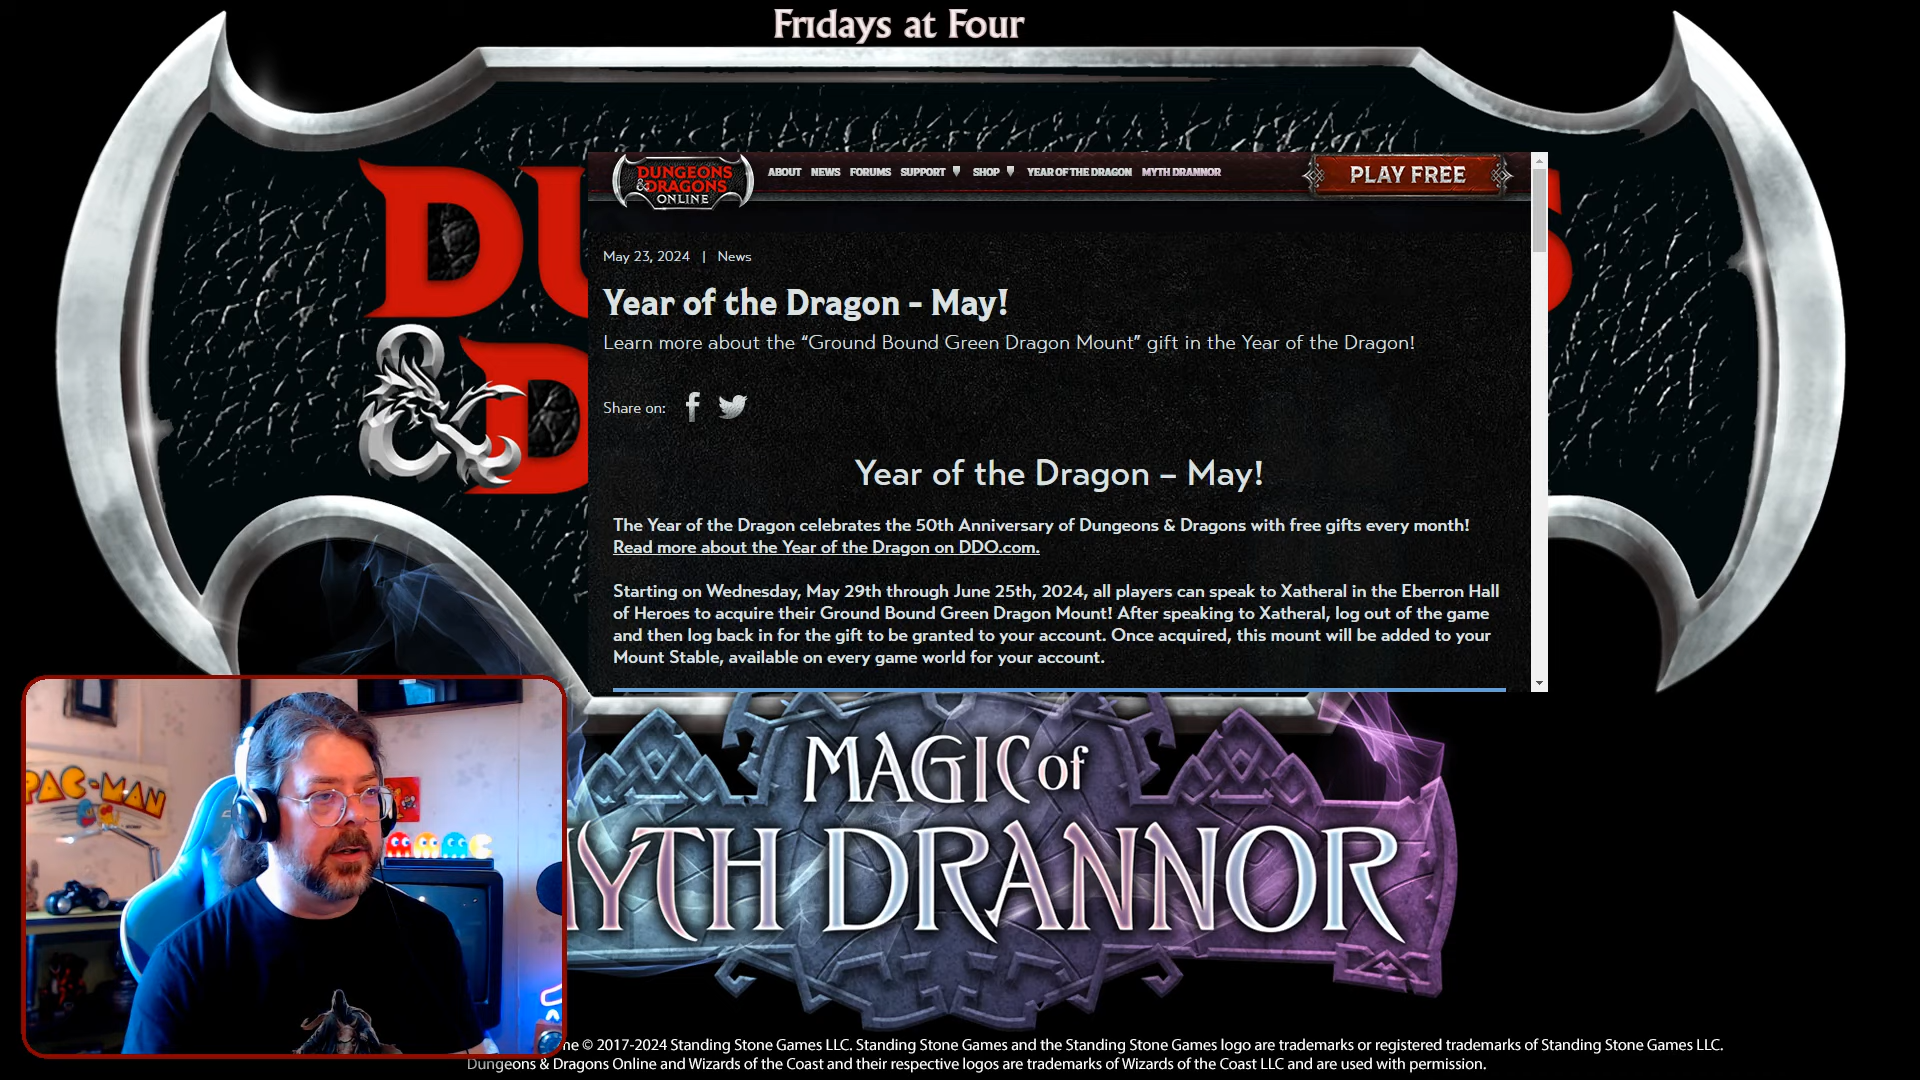 Fridays at Four
DUNGEONS
& DRAGONS
ONLINE
ABOUT NEWS FORUMS SUPPORT SHOP YEAR OF THE DRAGON MYTH DRANNOR
PLAY FREE
May 23, 2024 | News
Year of the Dragon - May!
Learn more about the “Ground Bound Green Dragon Mount” gift in the Year of the Dragon!
Share on:
Year of the Dragon – May!
The Year of the Dragon celebrates the 50th Anniversary of Dungeons & Dragons with free gifts every month!
Read more about the Year of the Dragon on DDO.com.
Starting on Wednesday, May 29th through June 25th, 2024, all players can speak to Xatheral in the Eberron Hall
of Heroes to acquire their Ground Bound Green Dragon Mount! After speaking to Xatheral, log out of the game
and then log back in for the gift to be granted to your account. Once acquired, this mount will be added to your
Mount Stable, available on every game world for your account.
DU
& D
PAC-MAN
MAGIC of
YTH DRANNOR
© 2017-2024 Standing Stone Games LLC. Standing Stone Games and the Standing Stone Games logo are trademarks or registered trademarks of Standing Stone Games LLC.
Dungeons & Dragons Online and Wizards of the Coast and their respective logos are trademarks of Wizards of the Coast LLC and are used with permission.